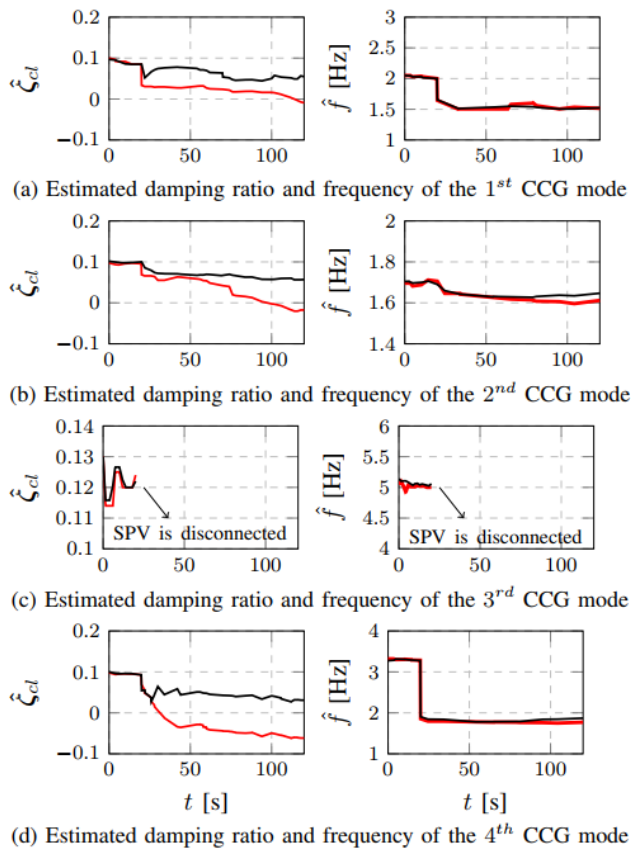 0.2
0.1
0
−0.1
ζ̂cl
0 50 100
3
2.5
2
1.5
1
f̂ [Hz]
0 50 100
(a) Estimated damping ratio and frequency of the 1st CCG mode
0.2
0.1
0
−0.1
ζ̂cl
0 50 100
2
1.8
1.6
1.4
f̂ [Hz]
0 50 100
(b) Estimated damping ratio and frequency of the 2nd CCG mode
0.14
0.13
0.12
0.11
0.1
ζ̂cl
SPV is disconnected
0 50 100
6
5.5
5
4.5
4
f̂ [Hz]
SPV is disconnected
0 50 100
(c) Estimated damping ratio and frequency of the 3rd CCG mode
0.2
0.1
0
−0.1
ζ̂cl
0 50 100
t [s]
4
3
2
1
f̂ [Hz]
0 50 100
t [s]
(d) Estimated damping ratio and frequency of the 4th CCG mode